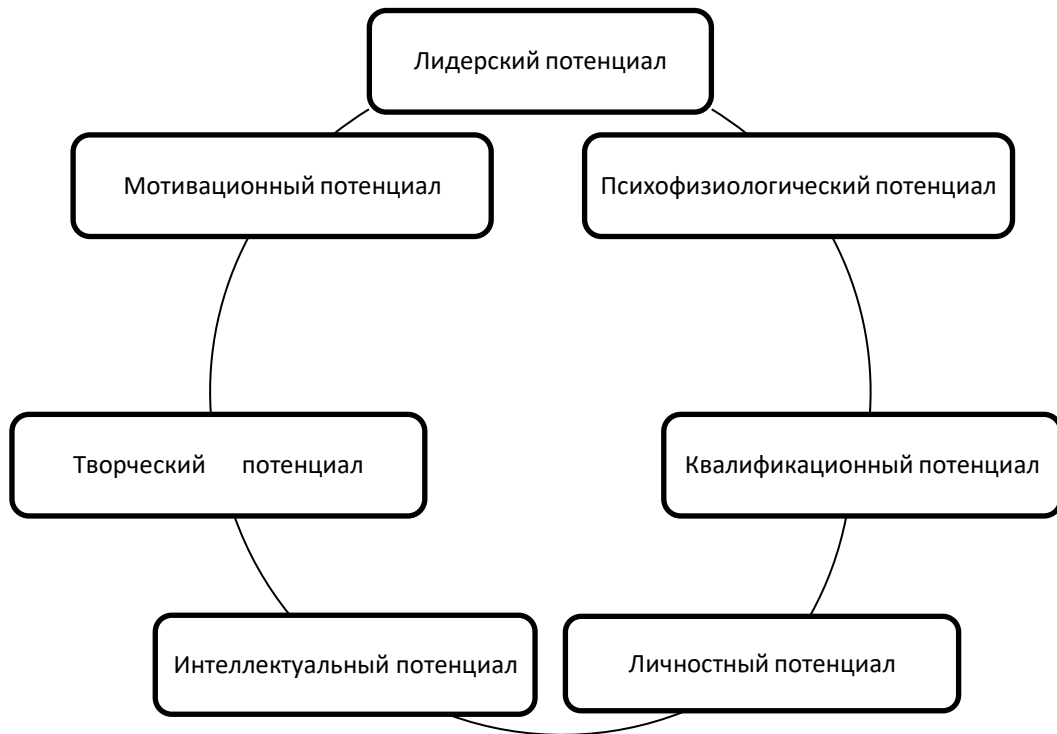 Лидерский потенциал
Мотивационный потенциал
Психофизиологический потенциал
Творческий потенциал
Квалификационный потенциал
Интеллектуальный потенциал
Личностный потенциал